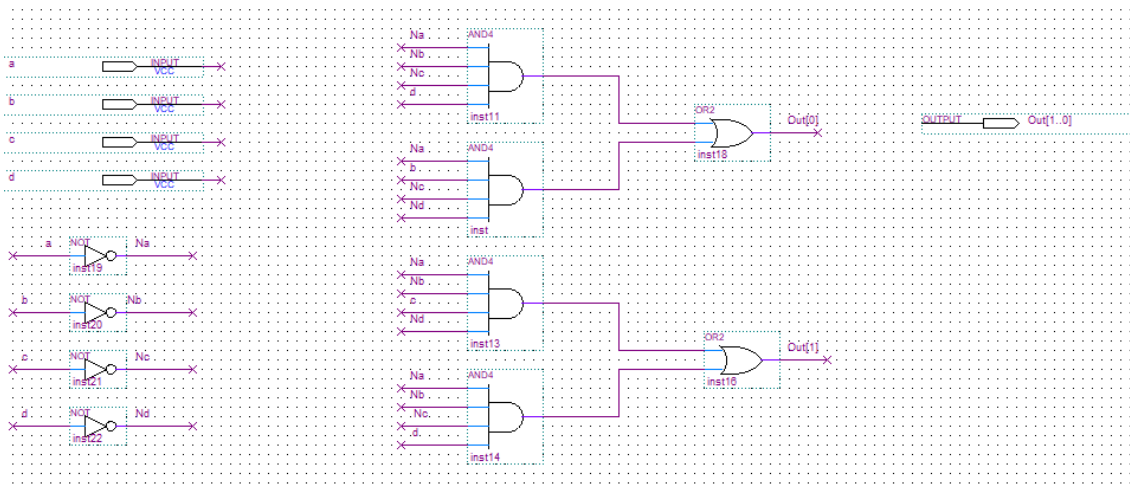 a
INPUT
VCC
b
INPUT
VCC
c
INPUT
VCC
d
INPUT
VCC
a
NOT
Na
inst19
b
NOT
Nb
inst20
c
NOT
Nc
inst21
d
NOT
Nd
inst22
Na
AND4
Nb
Nc
d
inst11
Na
AND4
b
Nc
Nd
inst
Na
AND4
Nb
c
Nd
inst13
Na
AND4
Nb
Nc
d
inst14
OR2
Out[0]
inst18
OR2
Out[1]
inst16
OUTPUT
Out[1..0]